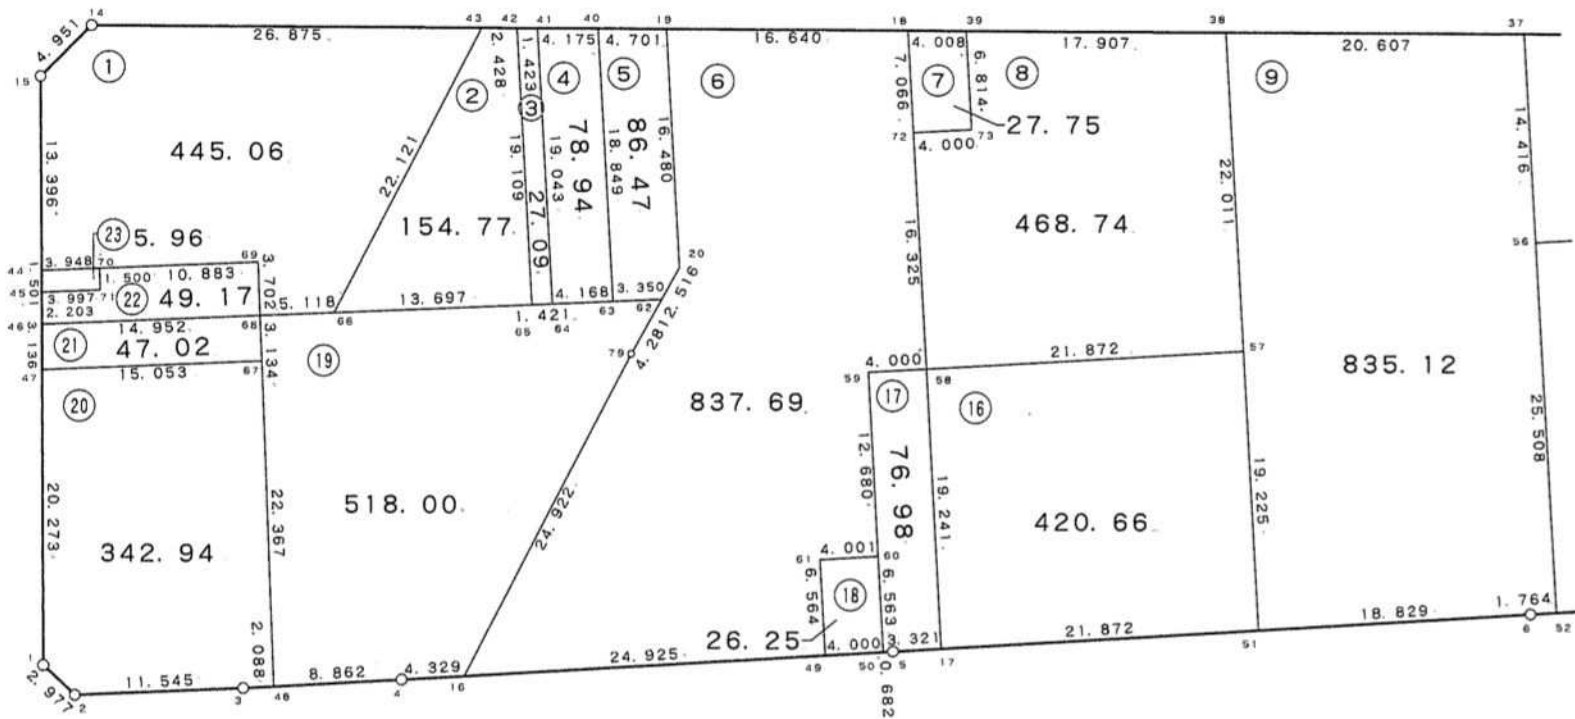 14 43 42 41 40 19 18 39 38 37
4.951 26.875 2.428 1.423 4.175 4.701 16.640 4.008 17.907 20.607
15 ① ② ③ ④ ⑤ ⑥ ⑦ ⑧ ⑨
13.396 445.06 22.121 19.109 27.09 19.043 78.94 18.849 86.47 16.480 7.066 6.814 27.75 14.416
72 73 4.000
154.77 16.325 468.74 22.011 56
㉓ 5.96 20
44 3.948 70 69
1.501 1.500 10.883 3.702
45 3.997 71 ㉒ 49.17 5.118 13.697 1.421 4.168 3.350 12.516
2.203 66 65 64 63 62
46 14.952 68
3.136 ㉑ 47.02 3.134 ⑲ 79 4.281 4.000 21.872 57
47 15.053 67 59 58 835.12
⑳ 837.69 ⑰ ⑯
12.680 76.98 25.508
20.273 22.367 518.00 24.922 19.241 420.66 19.225
342.94 4.001
61 60
6.564 ⑱ 6.563
2.088 26.25 1.764
1 18.829 6 52
4.329 24.925 4.000 3.321 21.872
8.862 49 50 5 17 51
2.977 11.545 16 0.682
2 3 48 4